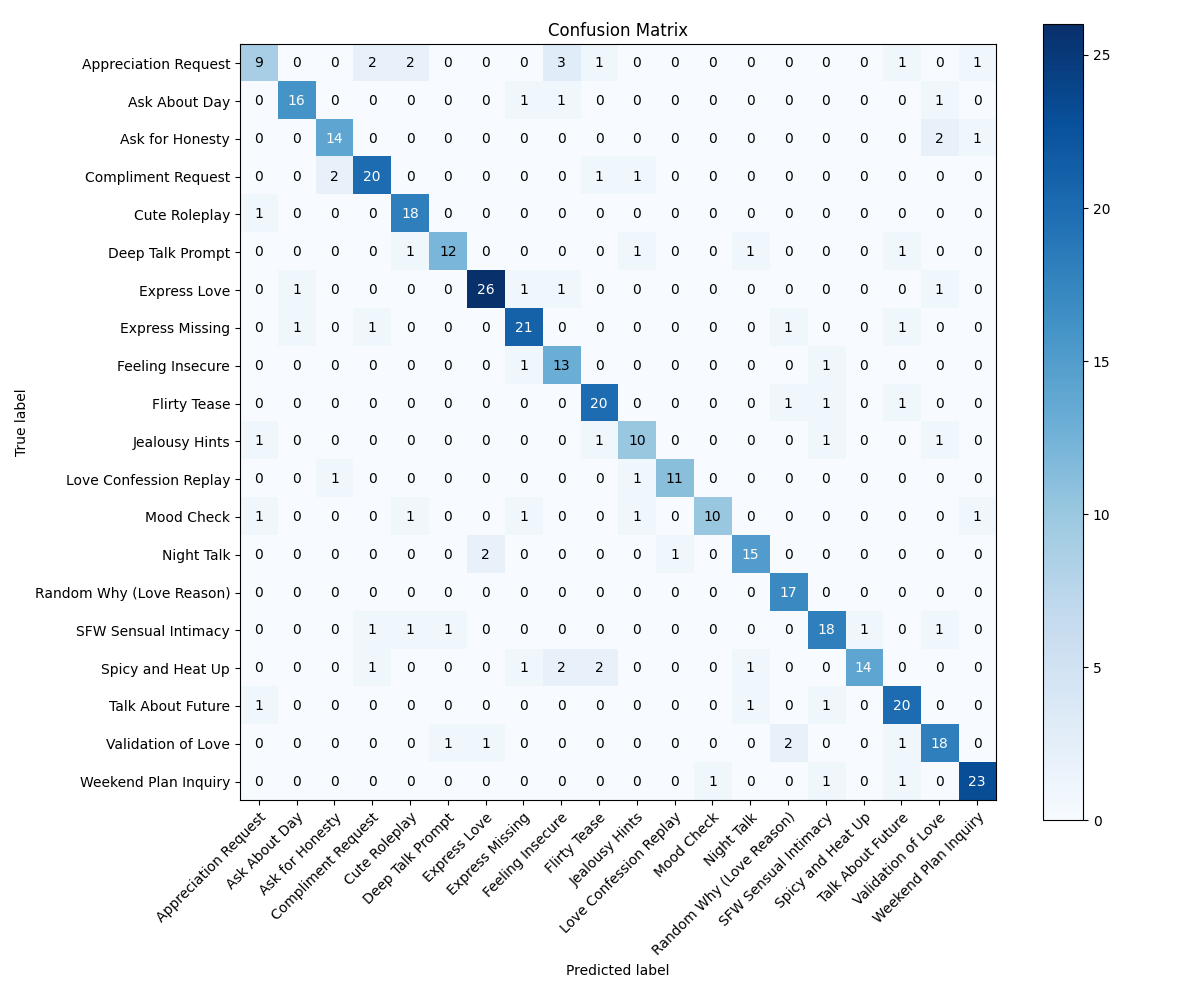 Confusion Matrix
Appreciation Request 9 0 0 2 2 0 0 0 3 1 0 0 0 0 0 0 0 1 0 1
Ask About Day 0 16 0 0 0 0 0 1 1 0 0 0 0 0 0 0 0 0 1 0
Ask for Honesty 0 0 14 0 0 0 0 0 0 0 0 0 0 0 0 0 0 0 2 1
Compliment Request 0 0 2 20 0 0 0 0 0 1 1 0 0 0 0 0 0 0 0 0
Cute Roleplay 1 0 0 0 18 0 0 0 0 0 0 0 0 0 0 0 0 0 0 0
Deep Talk Prompt 0 0 0 0 1 12 0 0 0 0 1 0 0 1 0 0 0 1 0 0
Express Love 0 1 0 0 0 0 26 1 1 0 0 0 0 0 0 0 0 0 1 0
Express Missing 0 1 0 1 0 0 0 21 0 0 0 0 0 0 1 0 0 1 0 0
Feeling Insecure 0 0 0 0 0 0 0 1 13 0 0 0 0 0 0 1 0 0 0 0
Flirty Tease 0 0 0 0 0 0 0 0 0 20 0 0 0 0 1 1 0 1 0 0
Jealousy Hints 1 0 0 0 0 0 0 0 0 1 10 0 0 0 0 1 0 0 1 0
Love Confession Replay 0 0 1 0 0 0 0 0 0 0 1 11 0 0 0 0 0 0 0 0
Mood Check 1 0 0 0 1 0 0 1 0 0 1 0 10 0 0 0 0 0 0 1
Night Talk 0 0 0 0 0 0 2 0 0 0 0 1 0 15 0 0 0 0 0 0
Random Why (Love Reason) 0 0 0 0 0 0 0 0 0 0 0 0 0 0 17 0 0 0 0 0
SFW Sensual Intimacy 0 0 0 1 1 1 0 0 0 0 0 0 0 0 0 18 1 0 1 0
Spicy and Heat Up 0 0 0 1 0 0 0 1 2 2 0 0 0 1 0 0 14 0 0 0
Talk About Future 1 0 0 0 0 0 0 0 0 0 0 0 0 1 0 1 0 20 0 0
Validation of Love 0 0 0 0 0 1 1 0 0 0 0 0 0 0 2 0 0 1 18 0
Weekend Plan Inquiry 0 0 0 0 0 0 0 0 0 0 0 0 1 0 0 1 0 1 0 23
True label
Appreciation Request
Ask About Day
Ask for Honesty
Compliment Request
Cute Roleplay
Deep Talk Prompt
Express Love
Express Missing
Feeling Insecure
Flirty Tease
Jealousy Hints
Love Confession Replay
Mood Check
Night Talk
Random Why (Love Reason)
SFW Sensual Intimacy
Spicy and Heat Up
Talk About Future
Validation of Love
Weekend Plan Inquiry
Predicted label
25
20
15
10
5
0